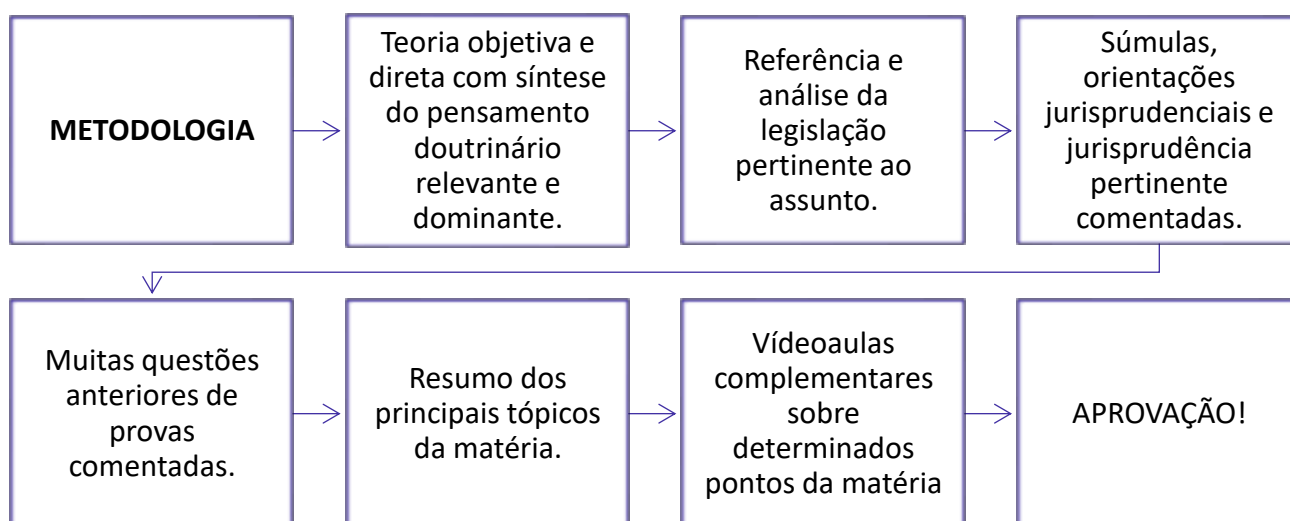 METODOLOGIA
Teoria objetiva e
direta com síntese
do pensamento
doutrinário
relevante e
dominante.
Referência e
análise da
legislação
pertinente ao
assunto.
Súmulas,
orientações
jurisprudenciais e
jurisprudência
pertinente
comentadas.
Muitas questões
anteriores de
provas
comentadas.
Resumo dos
principais tópicos
da matéria.
Vídeoaulas
complementares
sobre
determinados
pontos da matéria
APROVAÇÃO!